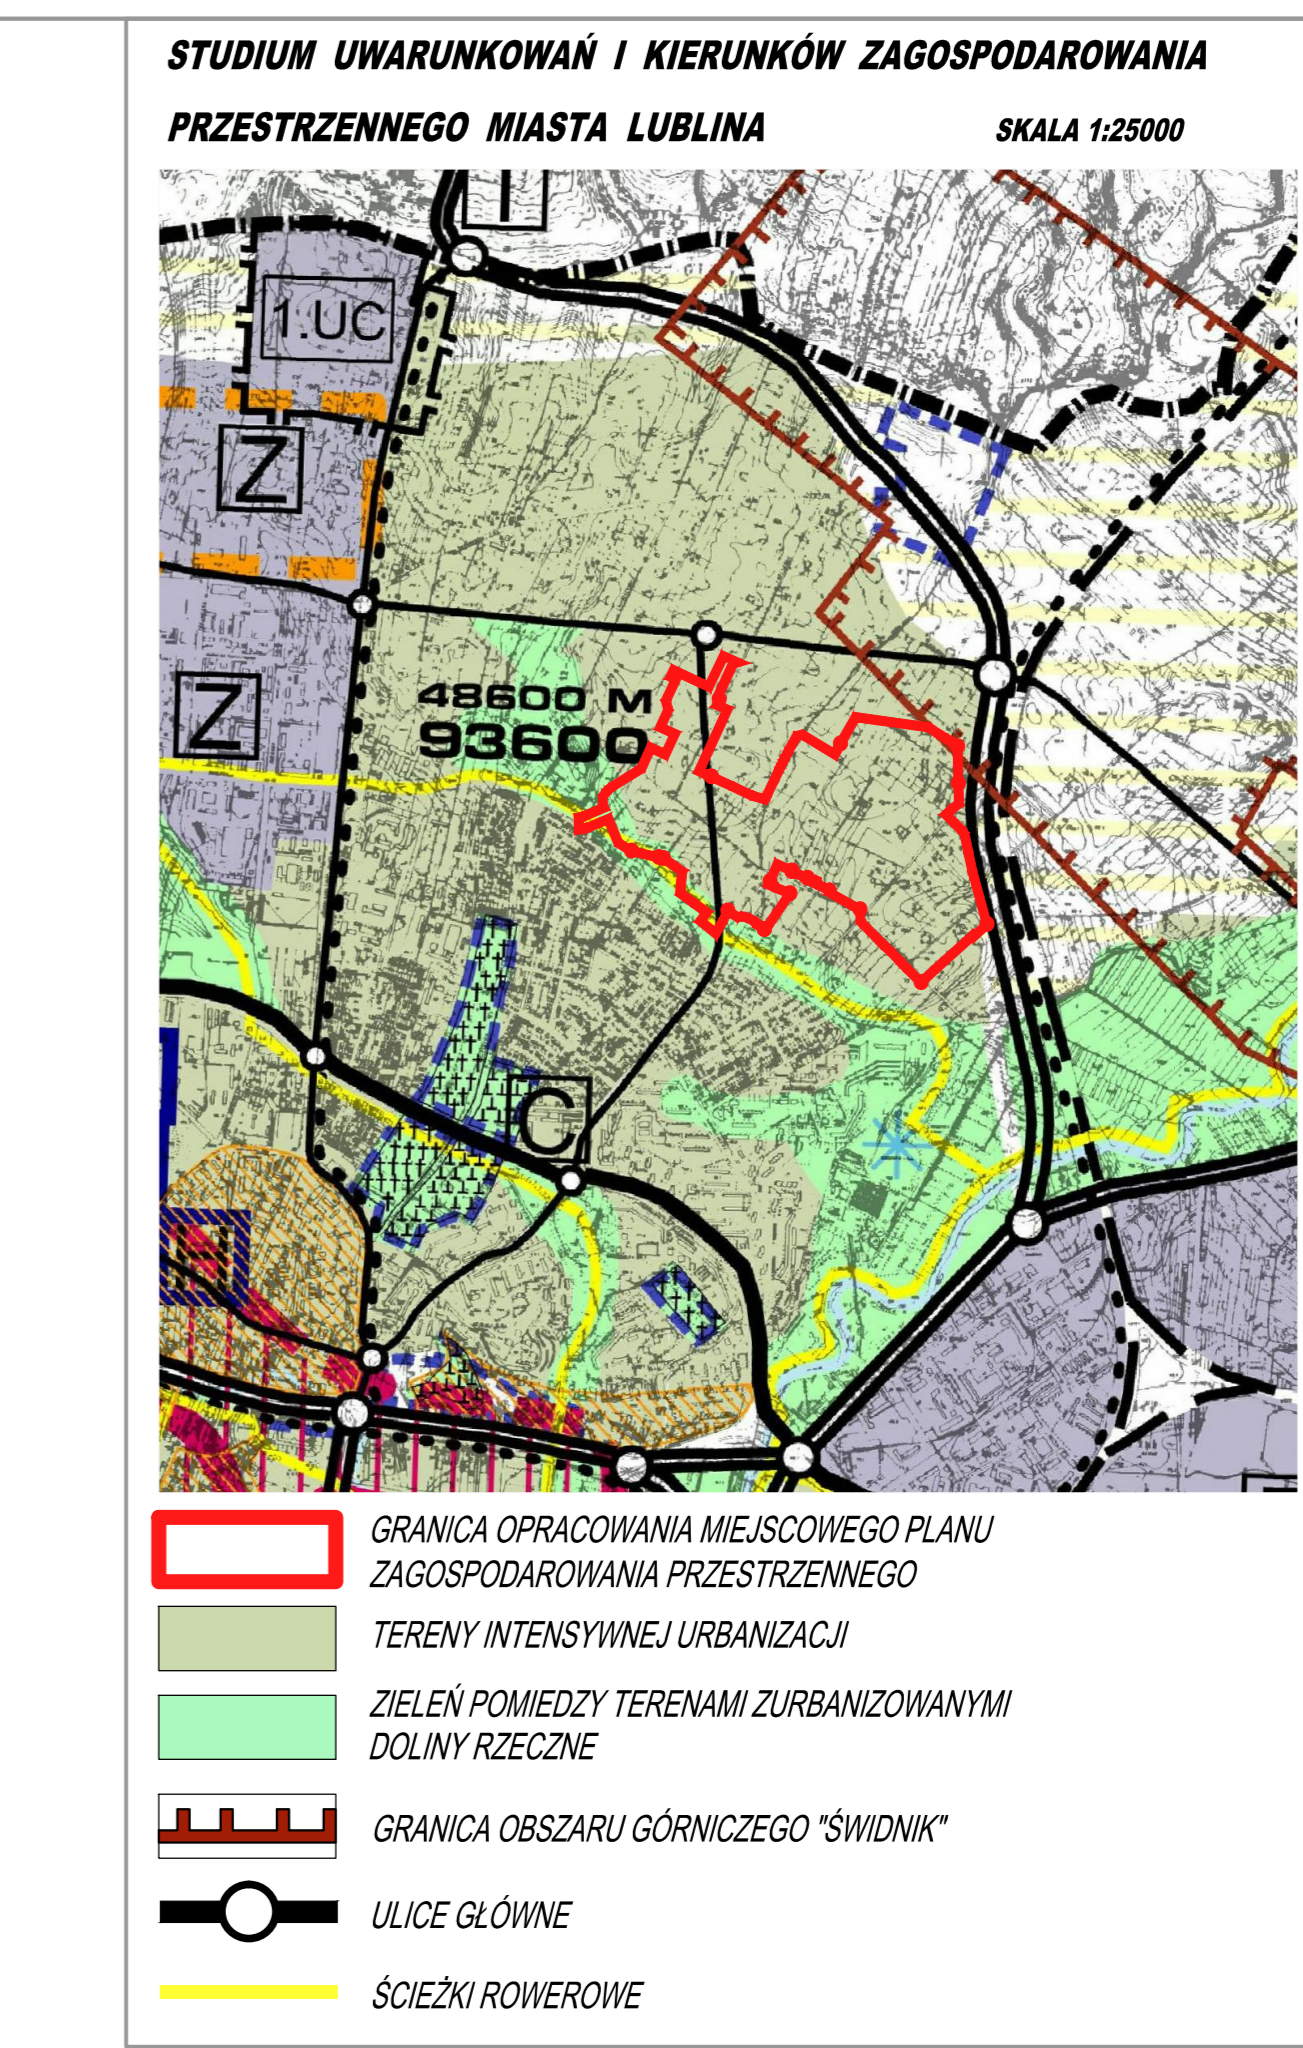 STUDIUM UWARUNKOWAŃ I KIERUNKÓW ZAGOSPODAROWANIA
PRZESTRZENNEGO MIASTA LUBLINA
SKALA 1:25000
1.UC
Z
Z
48600 M
93600
C
H
GRANICA OPRACOWANIA MIEJSCOWEGO PLANU
ZAGOSPODAROWANIA PRZESTRZENNEGO
TERENY INTENSYWNEJ URBANIZACJI
ZIELEŃ POMIEDZY TERENAMI ZURBANIZOWANYMI
DOLINY RZECZNE
GRANICA OBSZARU GÓRNICZEGO "ŚWIDNIK"
ULICE GŁÓWNE
ŚCIEŻKI ROWEROWE